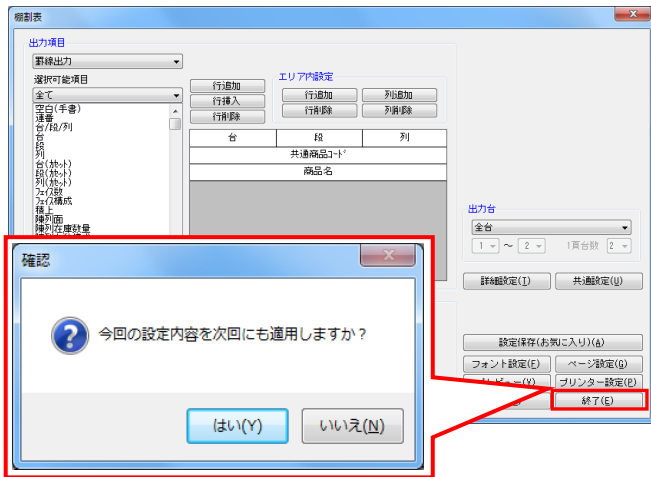 棚割表
出力項目
罫線出力
選択可能項目
全て
空白(手書)
連番
台/段/列
台
段
列
台(ｶｾｯﾄ)
段(ｶｾｯﾄ)
列(ｶｾｯﾄ)
ﾌｪｲｽ数
ﾌｪｲｽ構成
積上
陳列面
陳列在庫数量
行追加
行挿入
行削除
エリア内設定
行追加
列追加
行削除
列削除
台 段 列
共通商品ｺｰﾄﾞ
商品名
出力台
全台
1 ～ 2 1頁台数 2
詳細設定(I) 共通設定(U)
設定保存(お気に入り)(A)
フォント設定(F) ページ設定(G)
プリンター設定(P)
終了(E)
確認
今回の設定内容を次回にも適用しますか？
はい(Y) いいえ(N)